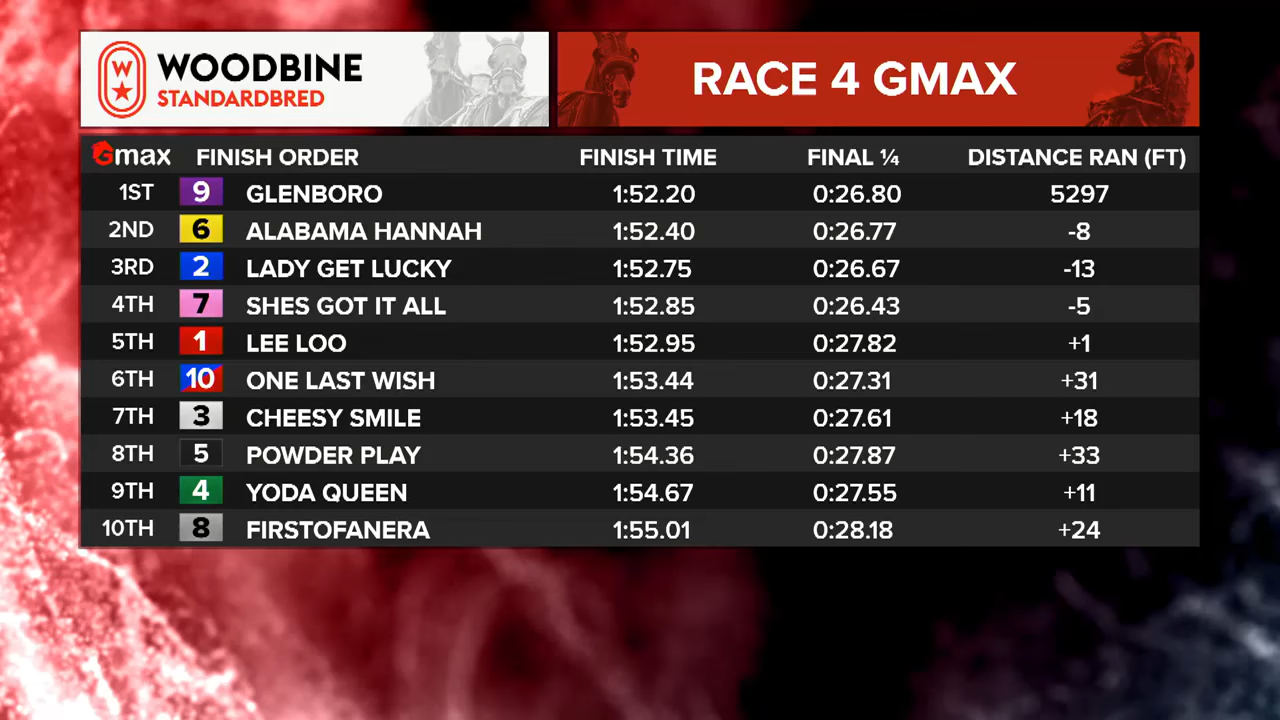 W
WOODBINE
STANDARDBRED
RACE 4 GMAX
Gmax FINISH ORDER FINISH TIME FINAL ¼ DISTANCE RAN (FT)
1ST 9 GLENBORO 1:52.20 0:26.80 5297
2ND 6 ALABAMA HANNAH 1:52.40 0:26.77 -8
3RD 2 LADY GET LUCKY 1:52.75 0:26.67 -13
4TH 7 SHES GOT IT ALL 1:52.85 0:26.43 -5
5TH 1 LEE LOO 1:52.95 0:27.82 +1
6TH 10 ONE LAST WISH 1:53.44 0:27.31 +31
7TH 3 CHEESY SMILE 1:53.45 0:27.61 +18
8TH 5 POWDER PLAY 1:54.36 0:27.87 +33
9TH 4 YODA QUEEN 1:54.67 0:27.55 +11
10TH 8 FIRSTOFANERA 1:55.01 0:28.18 +24